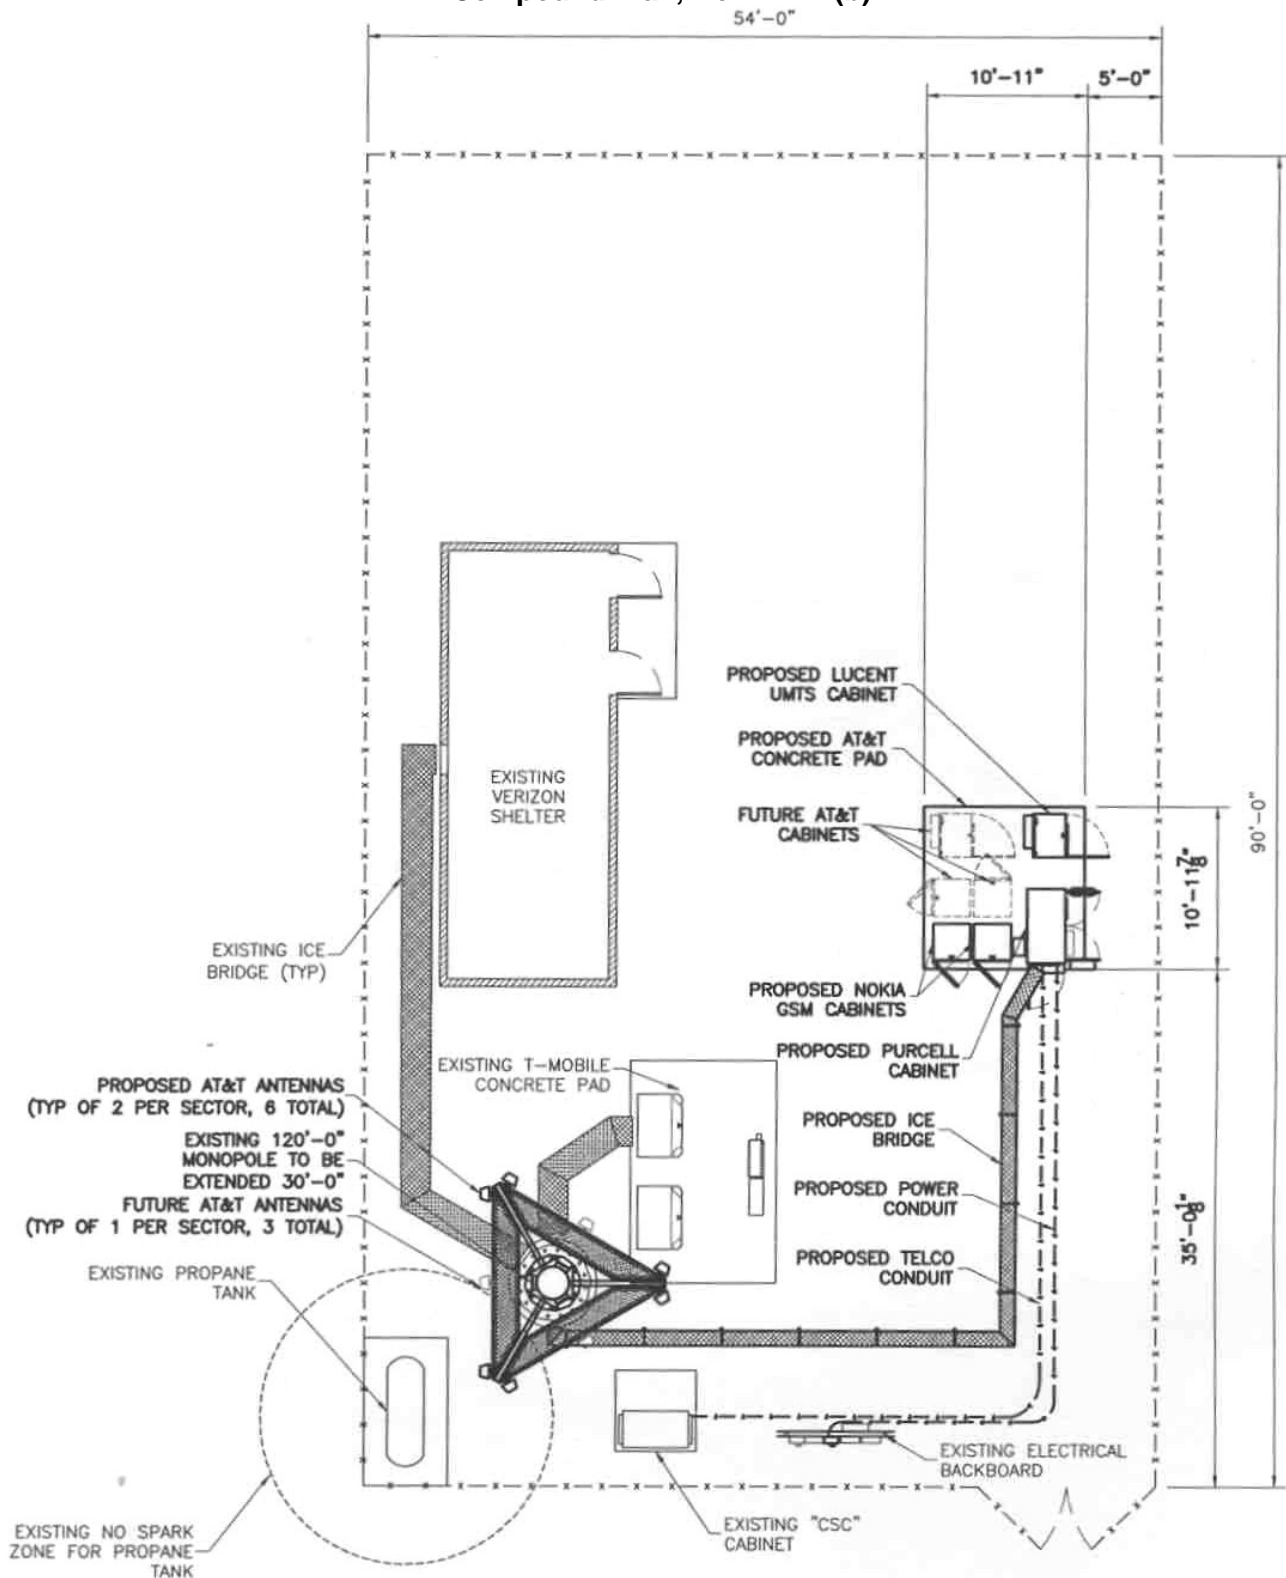 54'-0"
10'-11"
5'-0"
PROPOSED LUCENT
UMTS CABINET
PROPOSED AT&T
CONCRETE PAD
EXISTING
VERIZON
SHELTER
FUTURE AT&T
CABINETS
90'-0"
10'-11 7/8"
EXISTING ICE
BRIDGE (TYP)
PROPOSED NOKIA
GSM CABINETS
PROPOSED PURCELL
CABINET
EXISTING T-MOBILE
CONCRETE PAD
PROPOSED AT&T ANTENNAS
(TYP OF 2 PER SECTOR, 6 TOTAL)
EXISTING 120'-0"
MONOPOLE TO BE
EXTENDED 30'-0"
FUTURE AT&T ANTENNAS
(TYP OF 1 PER SECTOR, 3 TOTAL)
PROPOSED ICE
BRIDGE
PROPOSED POWER
CONDUIT
35'-0 1/8"
PROPOSED TELCO
CONDUIT
EXISTING PROPANE
TANK
EXISTING ELECTRICAL
BACKBOARD
EXISTING "CSC"
CABINET
EXISTING NO SPARK
ZONE FOR PROPANE
TANK